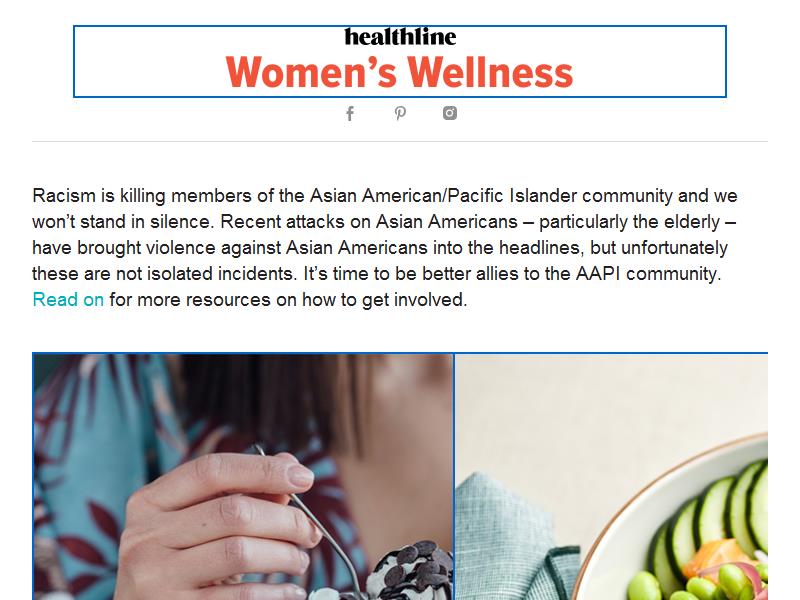 healthline
Women’s Wellness
Racism is killing members of the Asian American/Pacific Islander community and we
won’t stand in silence. Recent attacks on Asian Americans – particularly the elderly –
have brought violence against Asian Americans into the headlines, but unfortunately
these are not isolated incidents. It’s time to be better allies to the AAPI community.
Read on for more resources on how to get involved.